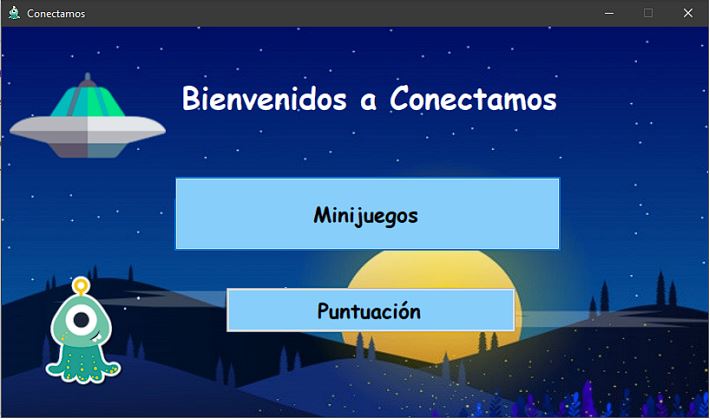 Conectamos
Bienvenidos a Conectamos
Minijuegos
Puntuación